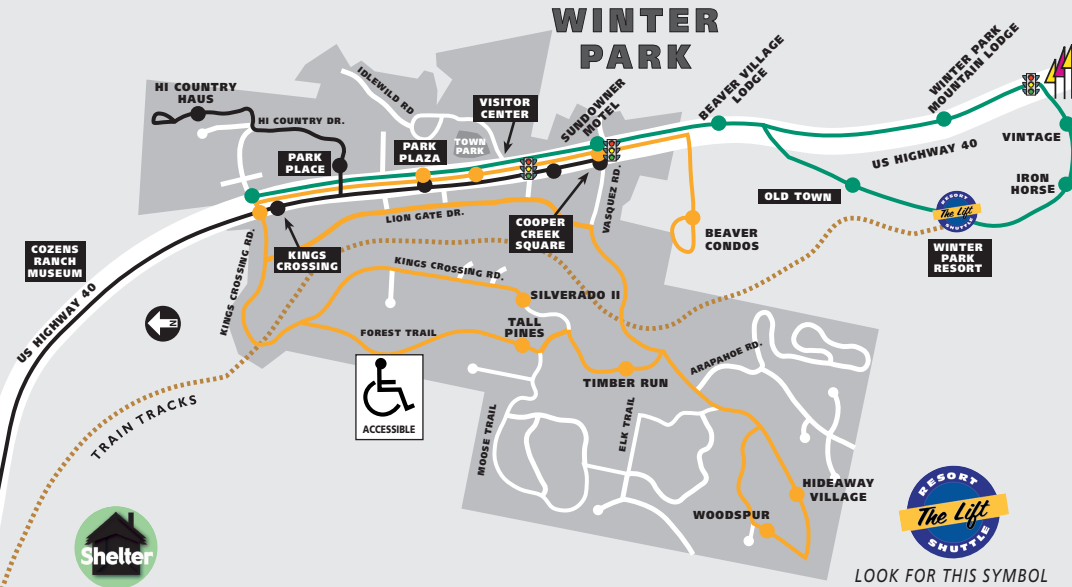 WINTER
PARK
HI COUNTRY
HAUS
HI COUNTRY DR.
IDLEWILD RD
PARK
PLACE
PARK
PLAZA
TOWN
PARK
VISITOR
CENTER
SUNDOWNER
MOTEL
BEAVER VILLAGE
LODGE
WINTER PARK
MOUNTAIN LODGE
VINTAGE
US HIGHWAY 40
IRON
HORSE
OLD TOWN
RESORT
The Lift
SHUTTLE
WINTER
PARK
RESORT
LION GATE DR.
VASQUEZ RD.
COOPER
CREEK
SQUARE
BEAVER
CONDOS
COZENS
RANCH
MUSEUM
KINGS
CROSSING
KINGS CROSSING RD.
KINGS CROSSING RD.
US HIGHWAY 40
N
SILVERADO II
FOREST TRAIL
TALL
PINES
TIMBER RUN
ARAPAHOE RD.
ACCESSIBLE
TRAIN TRACKS
MOOSE TRAIL
ELK TRAIL
HIDEAWAY
VILLAGE
WOODSPUR
Shelter
RESORT
The Lift
SHUTTLE
LOOK FOR THIS SYMBOL